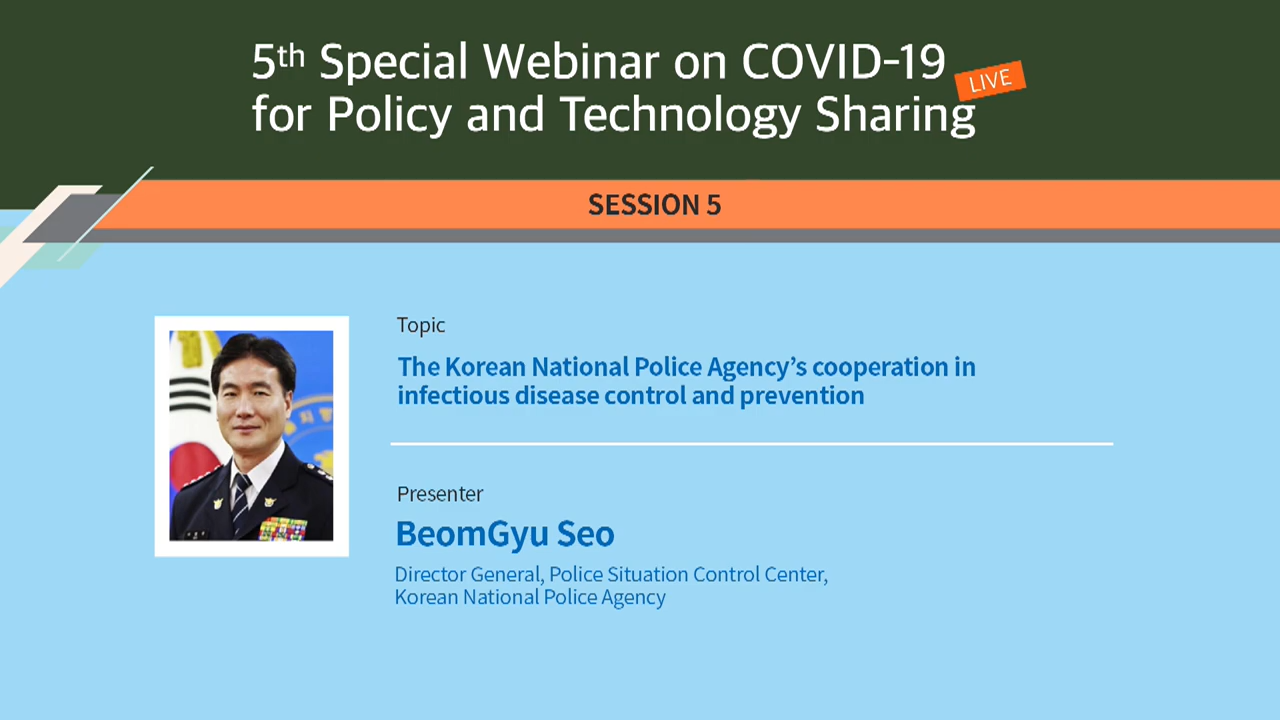 5th Special Webinar on COVID-19
for Policy and Technology Sharing
LIVE
SESSION 5
Topic
The Korean National Police Agency’s cooperation in
infectious disease control and prevention
Presenter
BeomGyu Seo
Director General, Police Situation Control Center,
Korean National Police Agency